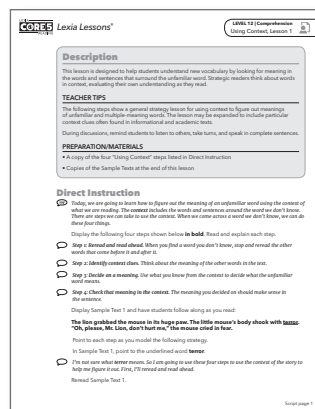 CORE5 Lexia Lessons®
LEVEL 12 | Comprehension
Using Context, Lesson 1
Description
This lesson is designed to help students understand new vocabulary by looking for meaning in
the words and sentences that surround the unfamiliar word. Strategic readers think about words
in context, evaluating their own understanding as they read.
TEACHER TIPS
The following steps show a general strategy lesson for using context to figure out meanings
of unfamiliar and multiple-meaning words. The lesson may be expanded to include particular
context clues often found in informational and academic texts.
During discussions, remind students to listen to others, take turns, and speak in complete sentences.
PREPARATION/MATERIALS
• A copy of the four "Using Context" steps listed in Direct Instruction
• Copies of the Sample Texts at the end of this lesson
Direct Instruction
Today, we are going to learn how to figure out the meaning of an unfamiliar word using the context of
what we are reading. The context includes the words and sentences around the word we don't know.
There are steps we can take to use the context. When we come across a word we don't know, we can do
these four things.
Display the following four steps shown below in bold. Read and explain each step.
Step 1: Reread and read ahead. When you find a word you don't know, stop and reread the other
words that come before it and after it.
Step 2: Identify context clues. Think about the meaning of the other words in the text.
Step 3: Decide on a meaning. Use what you know from the context to decide what the unfamiliar
word means.
Step 4: Check that meaning in the context. The meaning you decided on should make sense in
the sentence.
Display Sample Text 1 and have students follow along as you read:
The lion grabbed the mouse in its huge paw. The little mouse's body shook with terror.
"Oh, please, Mr. Lion, don't hurt me," the mouse cried in fear.
Point to each step as you model the following strategy.
In Sample Text 1, point to the underlined word terror.
I'm not sure what terror means. So I am going to use these four steps to use the context of the story to
help me figure it out. First, I'll reread and read ahead.
Reread Sample Text 1.
Script page 1